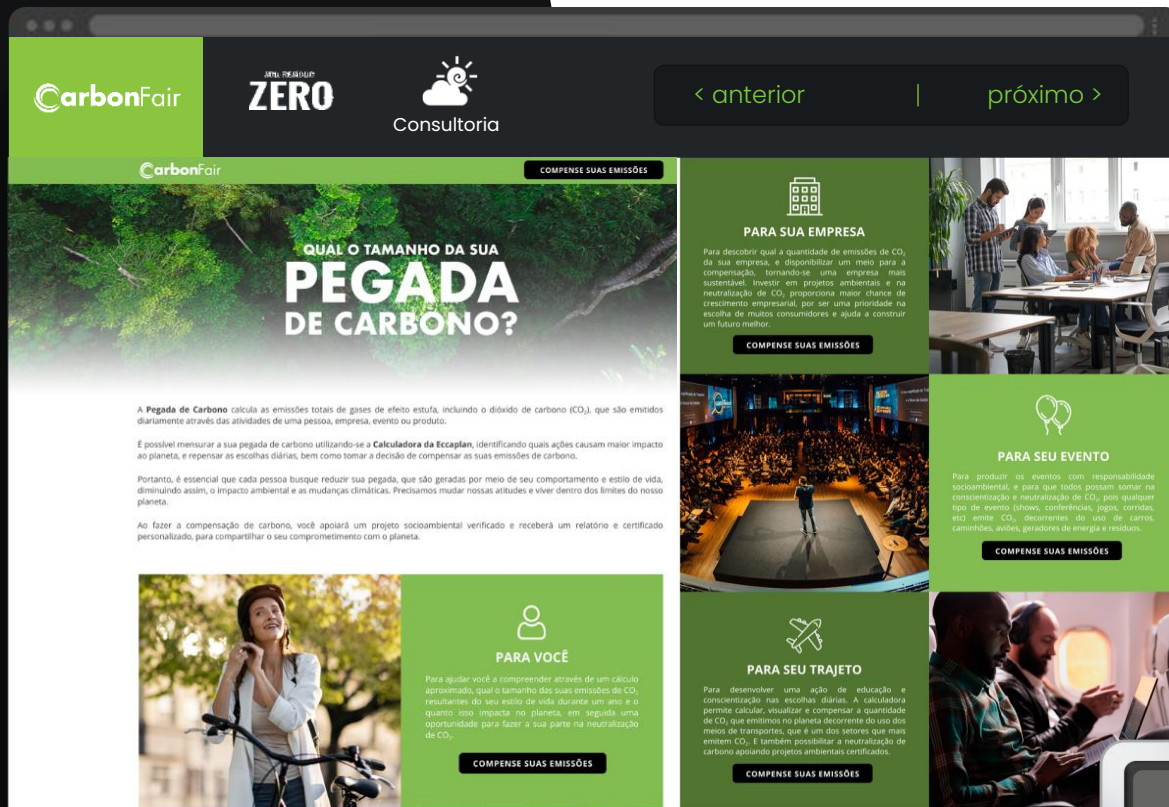 CarbonFair
SEU RESÍDUO
ZERO
Consultoria
< anterior | próximo >
CarbonFair
COMPENSE SUAS EMISSÕES
QUAL O TAMANHO DA SUA
PEGADA
DE CARBONO?
A Pegada de Carbono calcula as emissões totais de gases de efeito estufa, incluindo o dióxido de carbono (CO₂), que são emitidos
diariamente através das atividades de uma pessoa, empresa, evento ou produto.
É possível mensurar a sua pegada de carbono utilizando-se a Calculadora da Eccaplan, identificando quais ações causam maior impacto
ao planeta, e repensar as escolhas diárias, bem como tomar a decisão de compensar as suas emissões de carbono.
Portanto, é essencial que cada pessoa busque reduzir sua pegada, que são geradas por meio de seu comportamento e estilo de vida,
diminuindo assim, o impacto ambiental e as mudanças climáticas. Precisamos mudar nossas atitudes e viver dentro dos limites do nosso
planeta.
Ao fazer a compensação de carbono, você apoiará um projeto socioambiental verificado e receberá um relatório e certificado
personalizado, para compartilhar o seu comprometimento com o planeta.
PARA VOCÊ
Para ajudar você a compreender através de um cálculo
aproximado, qual o tamanho das suas emissões de CO₂
resultantes do seu estilo de vida durante um ano e o
quanto isso impacta no planeta, em seguida uma
oportunidade para fazer a sua parte na neutralização
de CO₂.
COMPENSE SUAS EMISSÕES
PARA SUA EMPRESA
Para descobrir qual a quantidade de emissões de CO₂
da sua empresa, e disponibilizar um meio para a
compensação, tornando-se uma empresa mais
sustentável. Investir em projetos ambientais e na
neutralização de CO₂ proporciona maior chance de
crescimento empresarial, por ser uma prioridade na
escolha de muitos consumidores e ajuda a construir
um futuro melhor.
COMPENSE SUAS EMISSÕES
PARA SEU EVENTO
Para produzir os eventos com responsabilidade
socioambiental, e para que todos possam somar na
conscientização e neutralização de CO₂, pois qualquer
tipo de evento (shows, conferências, jogos, corridas,
etc) emite CO₂, decorrentes do uso de carros,
caminhões, aviões, geradores de energia e resíduos.
COMPENSE SUAS EMISSÕES
PARA SEU TRAJETO
Para desenvolver uma ação de educação e
conscientização nas escolhas diárias. A calculadora
permite calcular, visualizar e compensar a quantidade
de CO₂ que emitimos no planeta decorrente do uso dos
meios de transportes, que é um dos setores que mais
emitem CO₂. E também possibilitar a neutralização de
carbono apoiando projetos ambientais certificados.
COMPENSE SUAS EMISSÕES